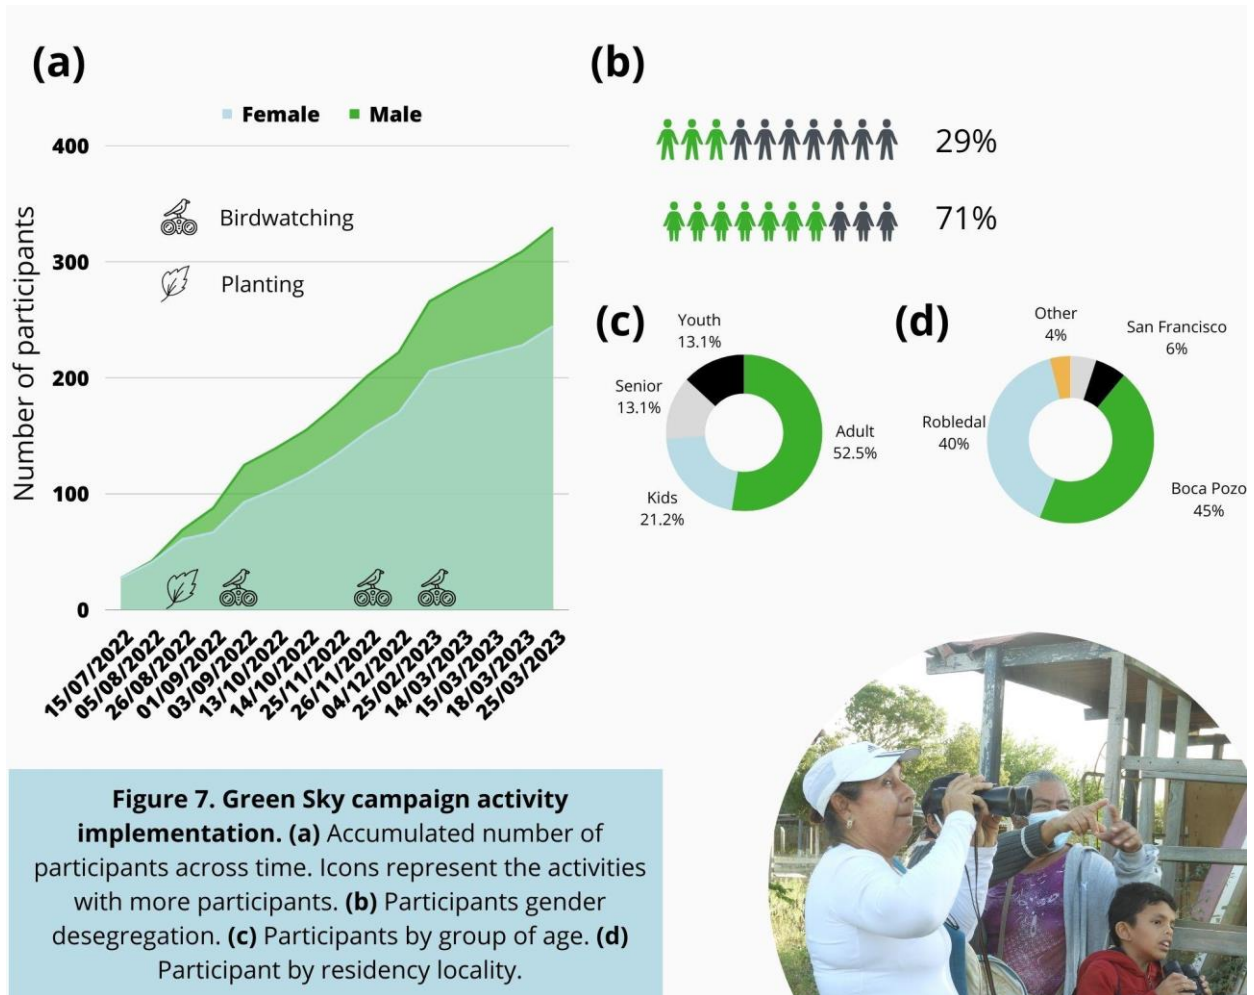 (a)
Female
Male
400
300
200
100
0
Number of participants
Birdwatching
Planting
15/07/2022
05/08/2022
26/08/2022
01/09/2022
03/09/2022
13/10/2022
14/10/2022
25/11/2022
26/11/2022
04/12/2022
25/02/2023
14/03/2023
15/03/2023
18/03/2023
25/03/2023
(b)
29%
71%
(c)
Youth
13.1%
Senior
13.1%
Adult
52.5%
Kids
21.2%
(d)
Other
4%
San Francisco
6%
Robledal
40%
Boca Pozo
45%
Figure 7. Green Sky campaign activity
implementation. (a) Accumulated number of
participants across time. Icons represent the activities
with more participants. (b) Participants gender
desegregation. (c) Participants by group of age. (d)
Participant by residency locality.